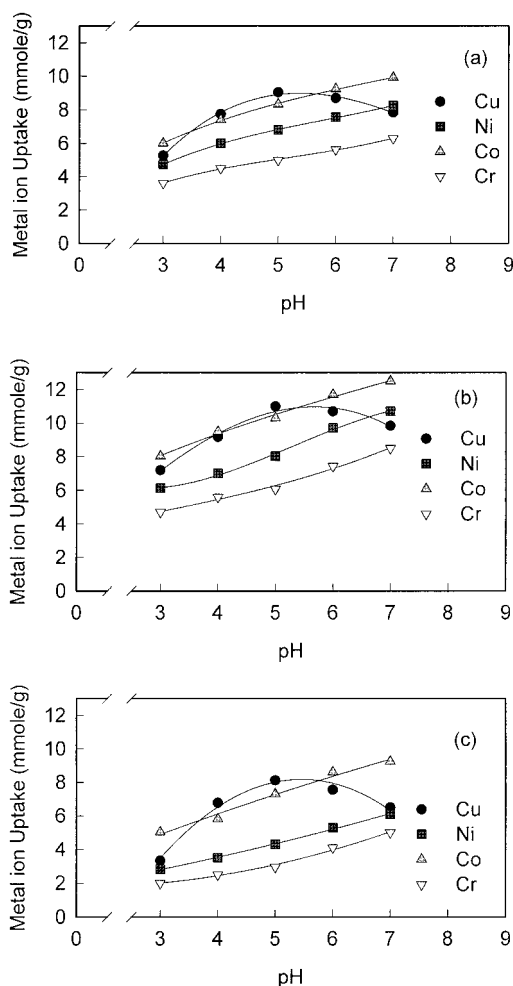 Metal ion Uptake (mmole/g)
12
10
8
6
4
2
0
(a)
Cu
Ni
Co
Cr
0 3 4 5 6 7 8 9
pH
Metal ion Uptake (mmole/g)
12
10
8
6
4
2
0
(b)
Cu
Ni
Co
Cr
0 3 4 5 6 7 8 9
pH
Metal ion Uptake (mmole/g)
12
10
8
6
4
2
0
(c)
Cu
Ni
Co
Cr
0 3 4 5 6 7 8 9
pH